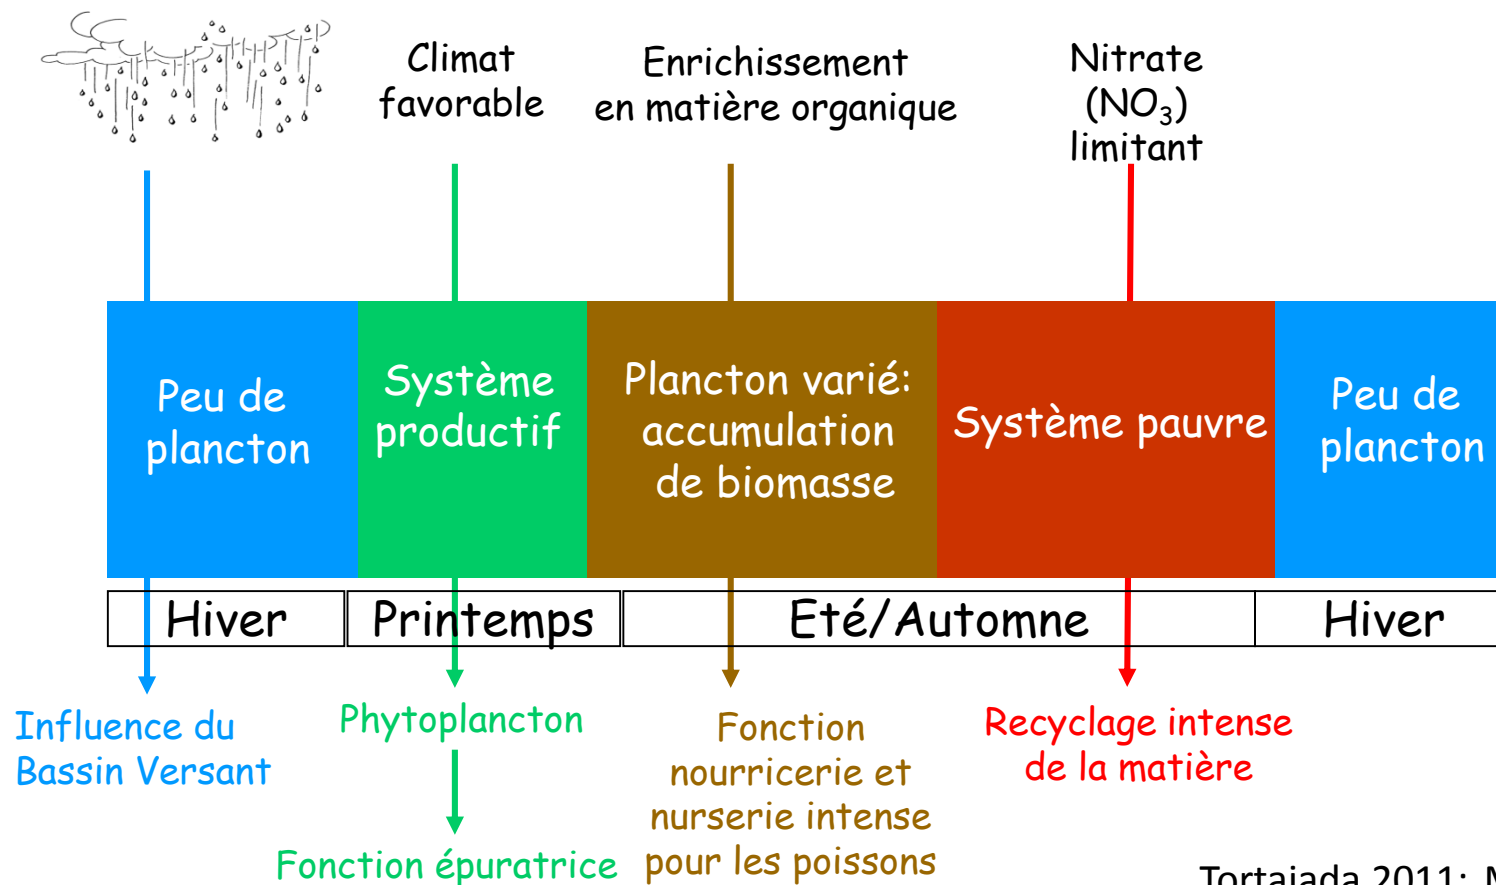 Climat
favorable
Enrichissement
en matière organique
Nitrate
(NO₃)
limitant
Peu de
plancton
Système
productif
Plancton varié:
accumulation
de biomasse
Système pauvre
Peu de
plancton
Hiver
Printemps
Eté/Automne
Hiver
Influence du
Bassin Versant
Phytoplancton
Fonction épuratrice
Fonction
nourricerie et
nurserie intense
pour les poissons
Recyclage intense
de la matière
Tortajada 2011; M